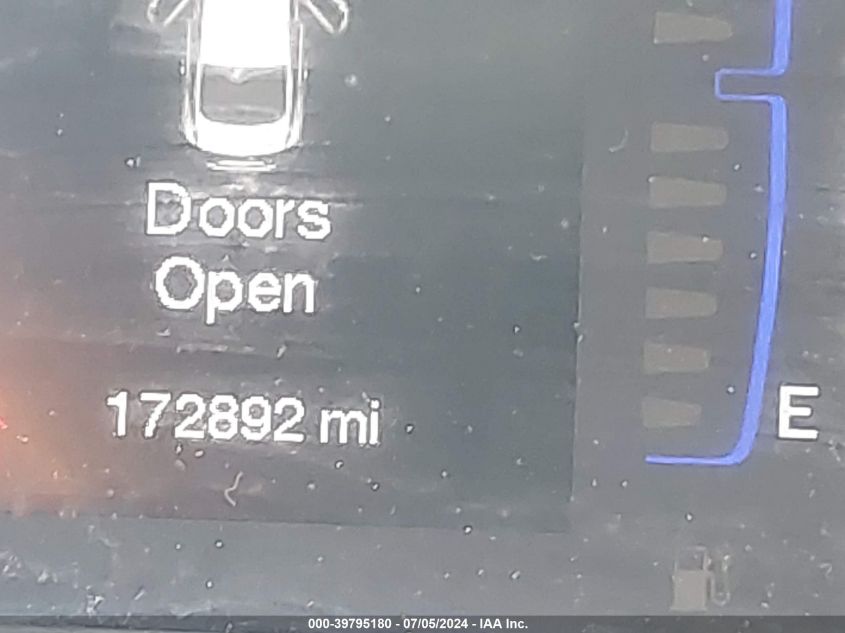 Doors
Open
172892 mi
E
000-39795180 - 07/05/2024 - IAA Inc.